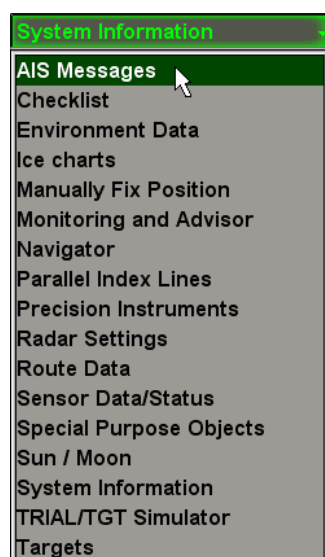 System Information
AIS Messages
Checklist
Environment Data
Ice charts
Manually Fix Position
Monitoring and Advisor
Navigator
Parallel Index Lines
Precision Instruments
Radar Settings
Route Data
Sensor Data/Status
Special Purpose Objects
Sun / Moon
System Information
TRIAL/TGT Simulator
Targets